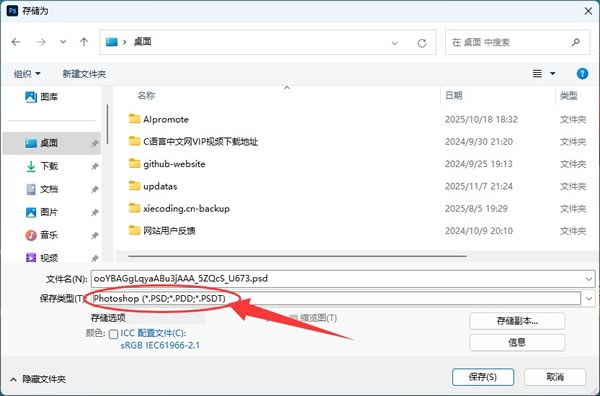 Ps 存储为
桌面
在 桌面 中搜索
组织 新建文件夹
图库
桌面
下载
文档
图片
音乐
视频
名称 日期 类型
AIpromote 2025/10/18 18:32 文件夹
C语言中文网VIP视频下载地址 2024/9/30 21:20 文件夹
github-website 2024/9/25 19:13 文件夹
updatas 2025/11/7 21:24 文件夹
xiecoding.cn-backup 2025/8/5 19:29 文件夹
网站用户反馈 2024/10/9 20:10 文件夹
文件名(N): ooYBAGgLqyaABu3jAAA_5ZQcS_U673.psd
保存类型(T): Photoshop (*.PSD;*.PDD;*.PSDT)
存储选项
颜色: ICC 配置文件(C):
sRGB IEC61966-2.1
缩览图(T)
存储副本...
信息
隐藏文件夹
保存(S) 取消